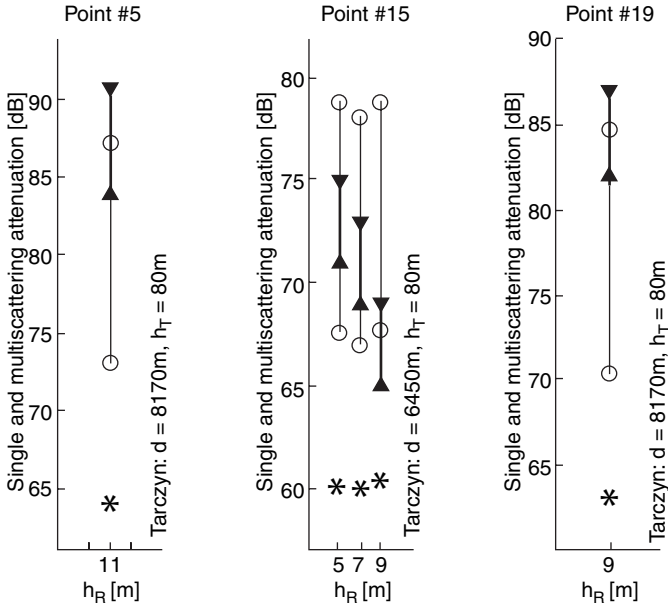 Point #5
Single and multiscattering attenuation [dB]
90
85
80
75
70
65
11
h_R [m]
Tarczyn: d = 8170m, h_T = 80m
Point #15
Single and multiscattering attenuation [dB]
80
75
70
65
60
5 7 9
h_R [m]
Tarczyn: d = 6450m, h_T = 80m
Point #19
Single and multiscattering attenuation [dB]
90
85
80
75
70
65
9
h_R [m]
Tarczyn: d = 8170m, h_T = 80m